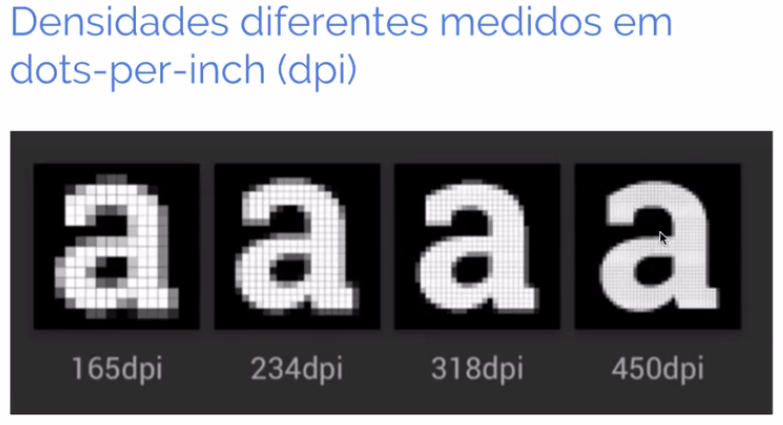 Densidades diferentes medidos em
dots-per-inch (dpi)
a a a a
165dpi 234dpi 318dpi 450dpi